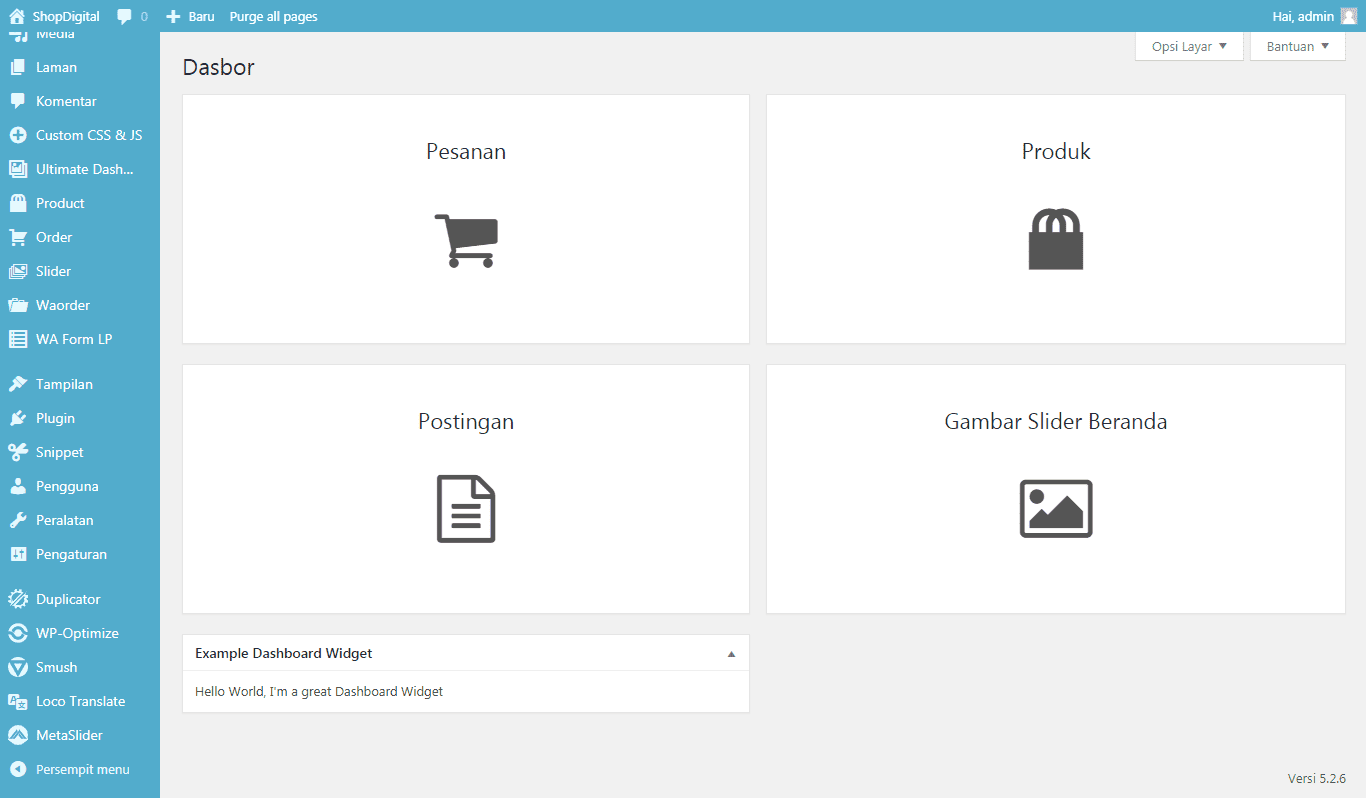 ShopDigital 0 Baru Purge all pages Hai, admin
Media
Laman
Komentar
Custom CSS & JS
Ultimate Dash...
Product
Order
Slider
Waorder
WA Form LP
Tampilan
Plugin
Snippet
Pengguna
Peralatan
Pengaturan
Duplicator
WP-Optimize
Smush
Loco Translate
MetaSlider
Persempit menu
Opsi Layar Bantuan
Dasbor
Pesanan
Produk
Postingan
Gambar Slider Beranda
Example Dashboard Widget
Hello World, I'm a great Dashboard Widget
Versi 5.2.6